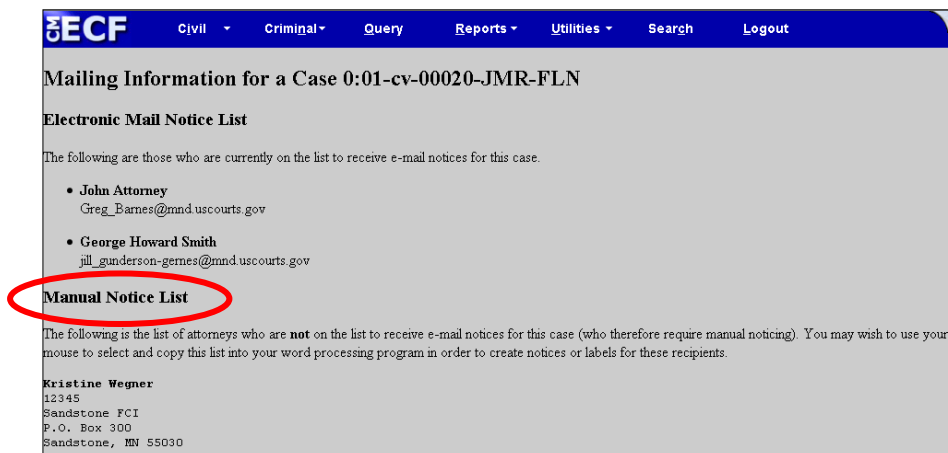 CM ECF Civil Criminal Query Reports Utilities Search Logout
Mailing Information for a Case 0:01-cv-00020-JMR-FLN
Electronic Mail Notice List
The following are those who are currently on the list to receive e-mail notices for this case.
• John Attorney
Greg_Barnes@mnd.uscourts.gov
• George Howard Smith
jill_gunderson-gernes@mnd.uscourts.gov
Manual Notice List
The following is the list of attorneys who are not on the list to receive e-mail notices for this case (who therefore require manual noticing). You may wish to use your
mouse to select and copy this list into your word processing program in order to create notices or labels for these recipients.
Kristine Wegner
12345
Sandstone FCI
P.O. Box 300
Sandstone, MN 55030